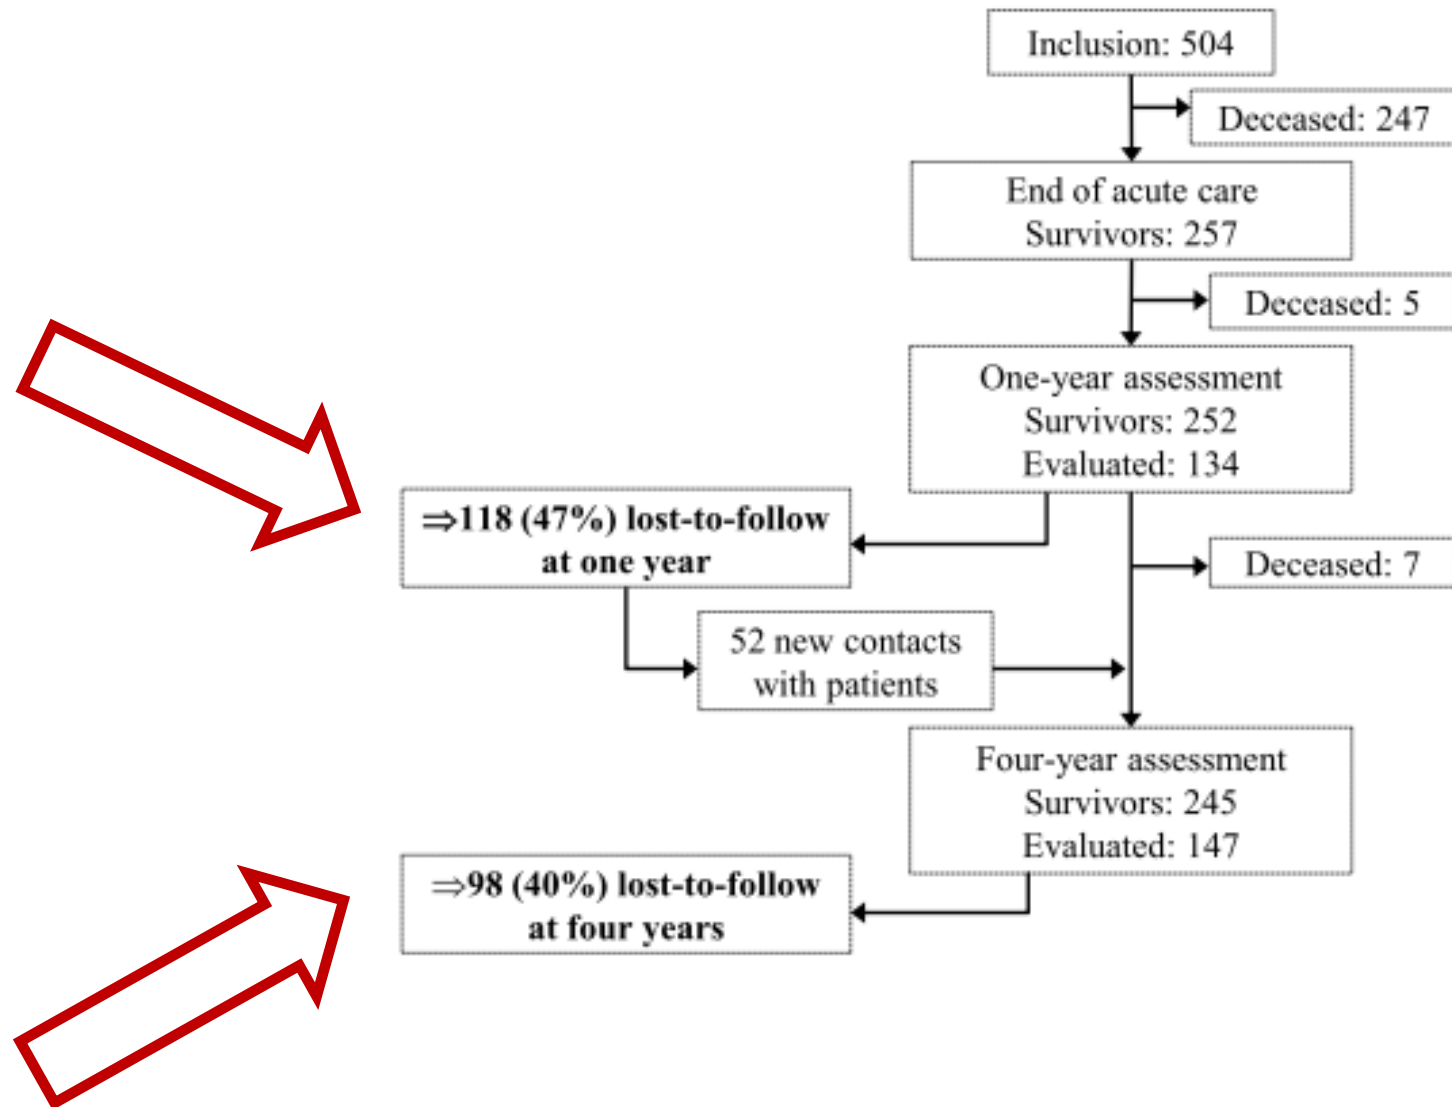 Inclusion: 504
Deceased: 247
End of acute care
Survivors: 257
Deceased: 5
One-year assessment
Survivors: 252
Evaluated: 134
⇒118 (47%) lost-to-follow
at one year
Deceased: 7
52 new contacts
with patients
Four-year assessment
Survivors: 245
Evaluated: 147
⇒98 (40%) lost-to-follow
at four years